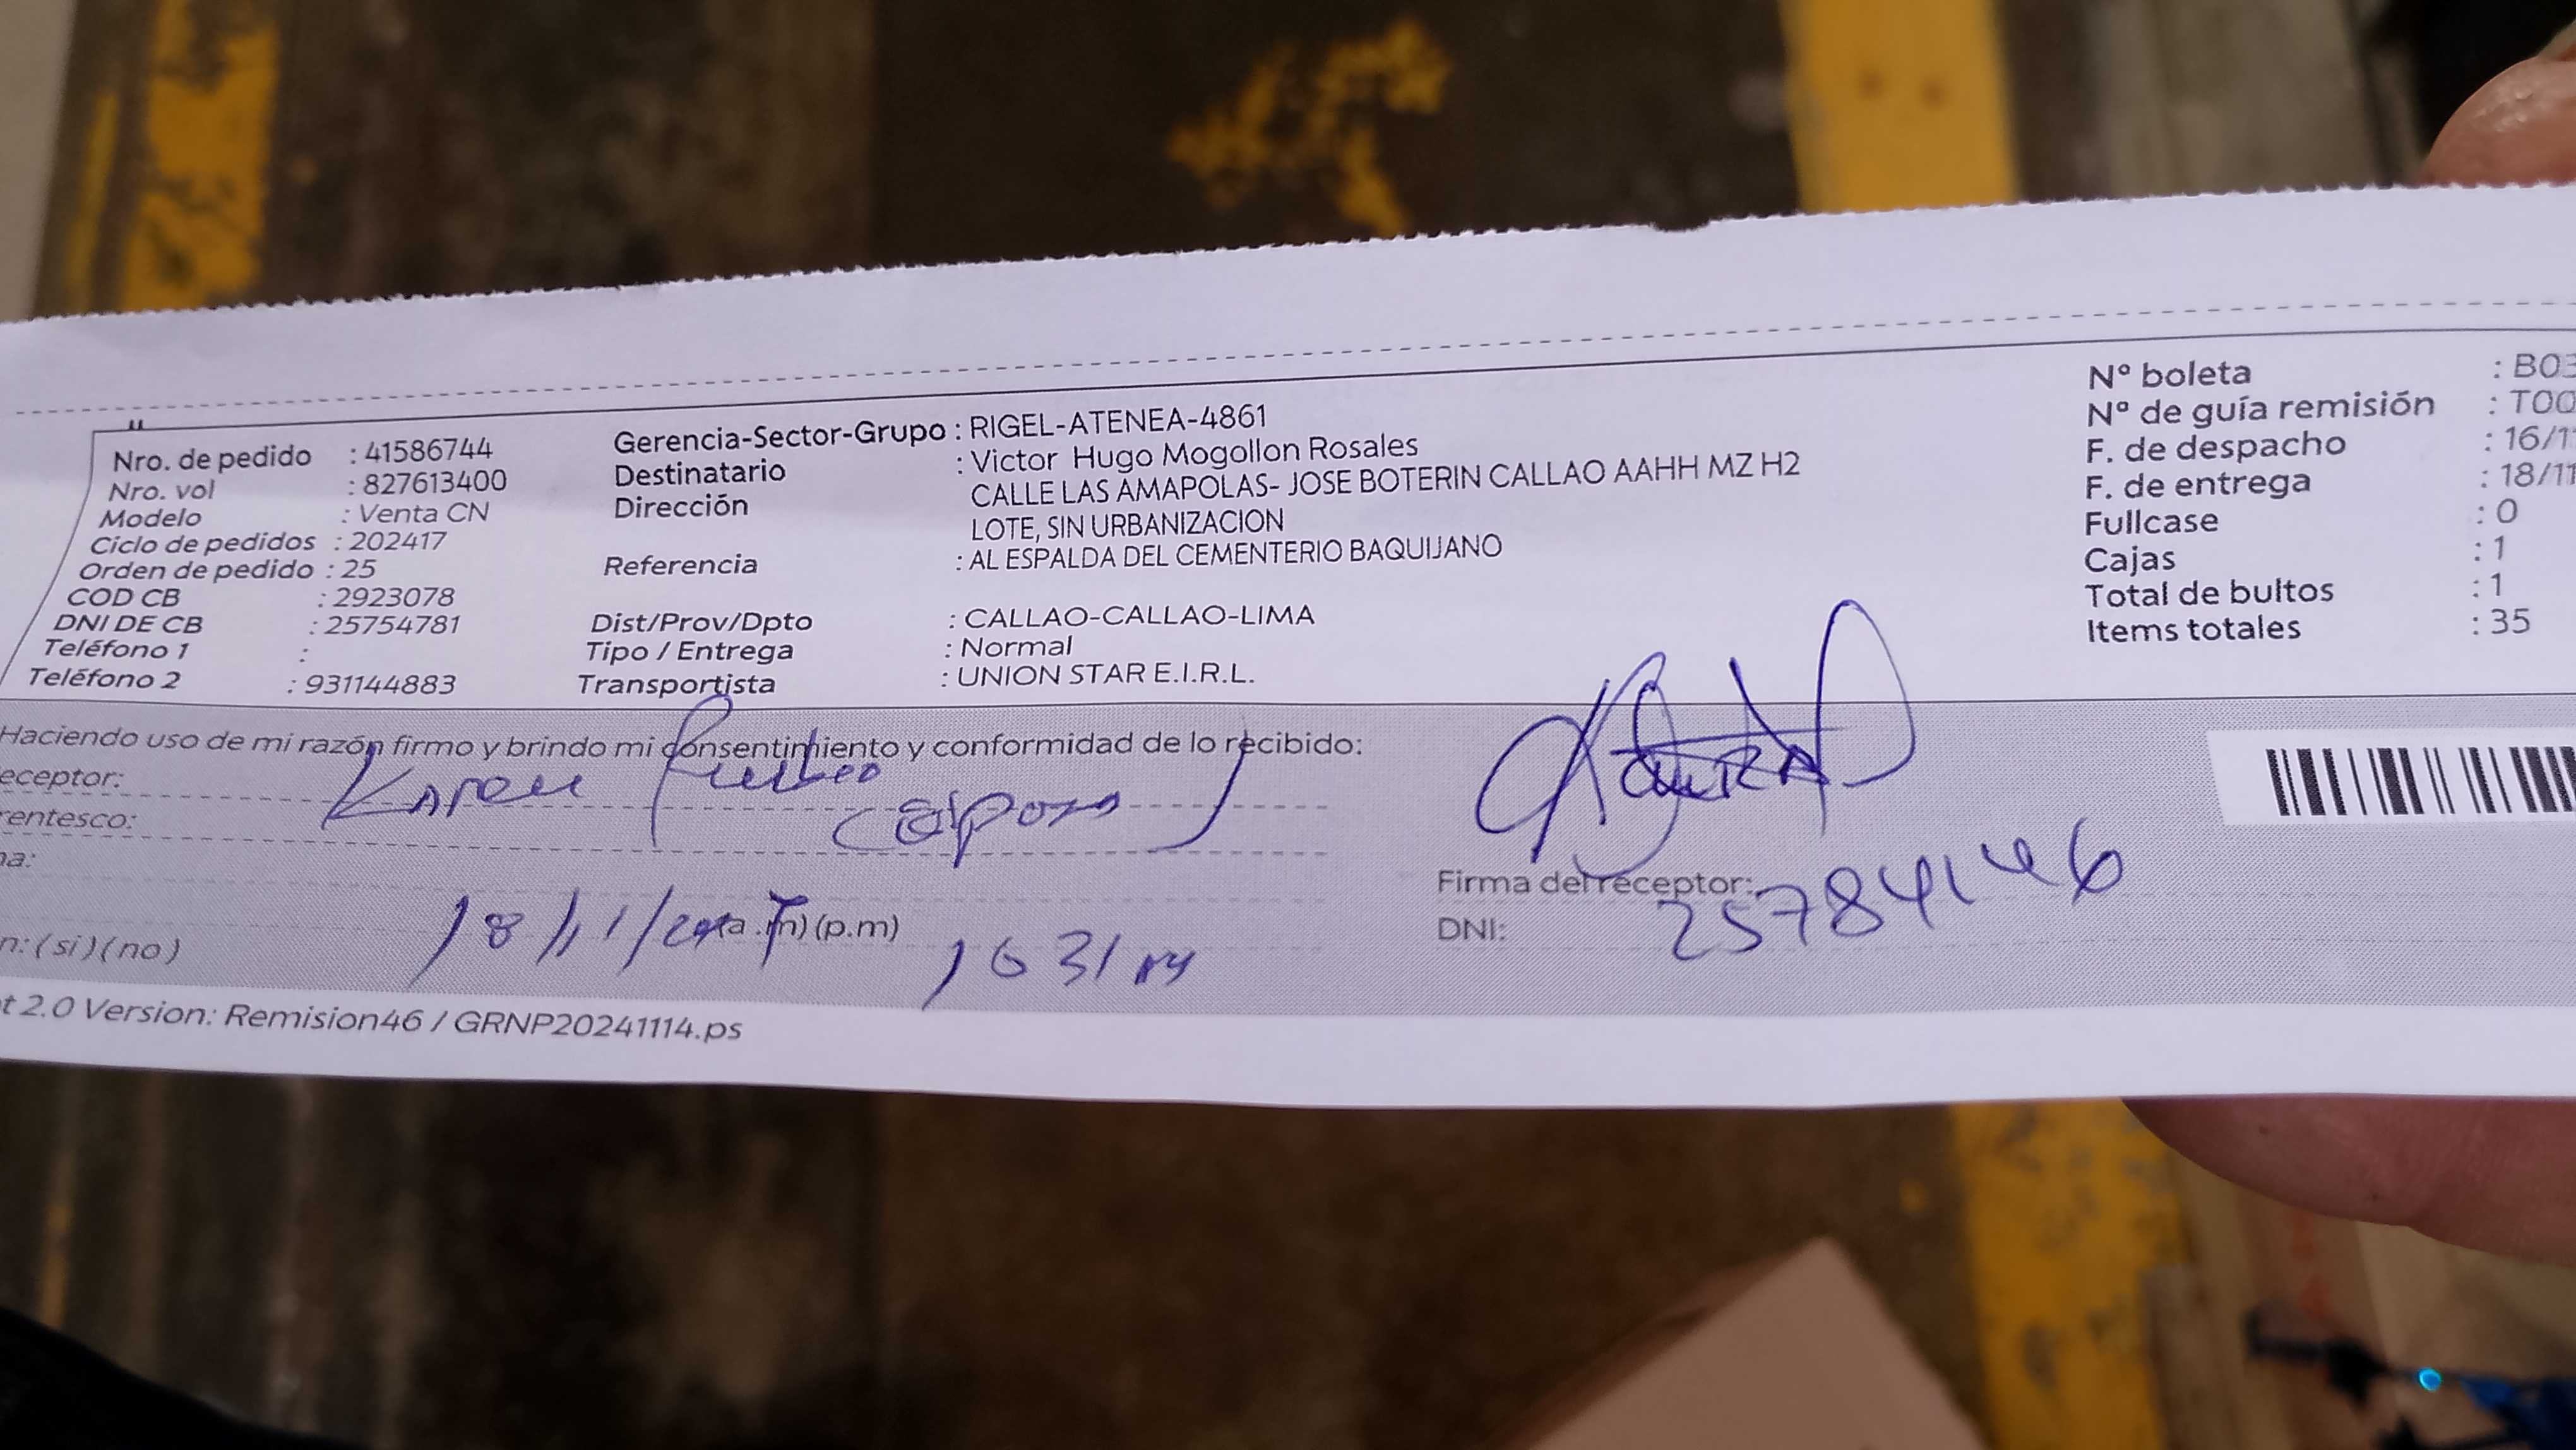 Nro. de pedido : 41586744
Nro. vol : 827613400
Modelo : Venta CN
Ciclo de pedidos : 202417
Orden de pedido : 25
COD CB : 2923078
DNI DE CB : 25754781
Teléfono 1 :
Teléfono 2 : 931144883
Gerencia-Sector-Grupo : RIGEL-ATENEA-4861
Destinatario : Victor Hugo Mogollon Rosales
Dirección CALLE LAS AMAPOLAS- JOSE BOTERIN CALLAO AAHH MZ H2
LOTE, SIN URBANIZACION
Referencia : AL ESPALDA DEL CEMENTERIO BAQUIJANO
Dist/Prov/Dpto : CALLAO-CALLAO-LIMA
Tipo / Entrega : Normal
Transportista : UNION STAR E.I.R.L.
Nº boleta : B03
Nº de guía remisión : T00
F. de despacho : 16/1
F. de entrega : 18/11
Fullcase : 0
Cajas : 1
Total de bultos : 1
Items totales : 35
Haciendo uso de mi razón firmo y brindo mi consentimiento y conformidad de lo recibido:
eceptor: Karen
rentesco: (esposa)
na:
18/11/ (a.m) (p.m)
n: ( si ) ( no )
Firma del receptor:
DNI: 25784146
t 2.0 Version: Remision46 / GRNP20241114.ps